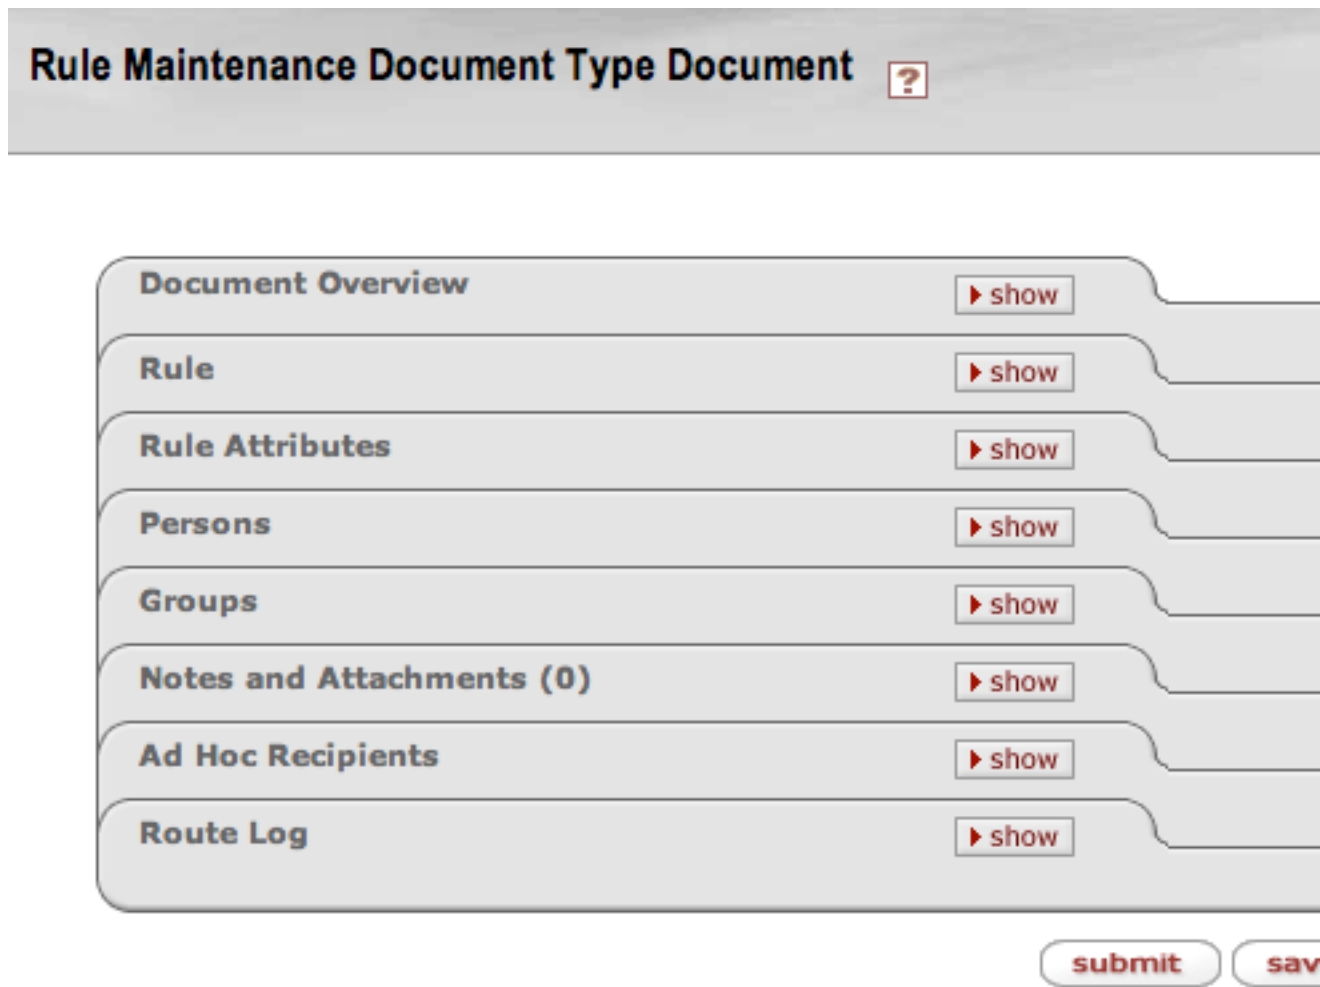 Rule Maintenance Document Type Document ?
Document Overview show
Rule show
Rule Attributes show
Persons show
Groups show
Notes and Attachments (0) show
Ad Hoc Recipients show
Route Log show
submit sav